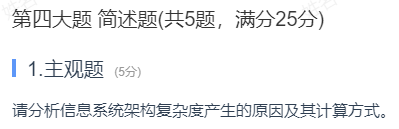 第四大题 简述题(共5题，满分25分)
1.主观题 (5分)
请分析信息系统架构复杂度产生的原因及其计算方式。